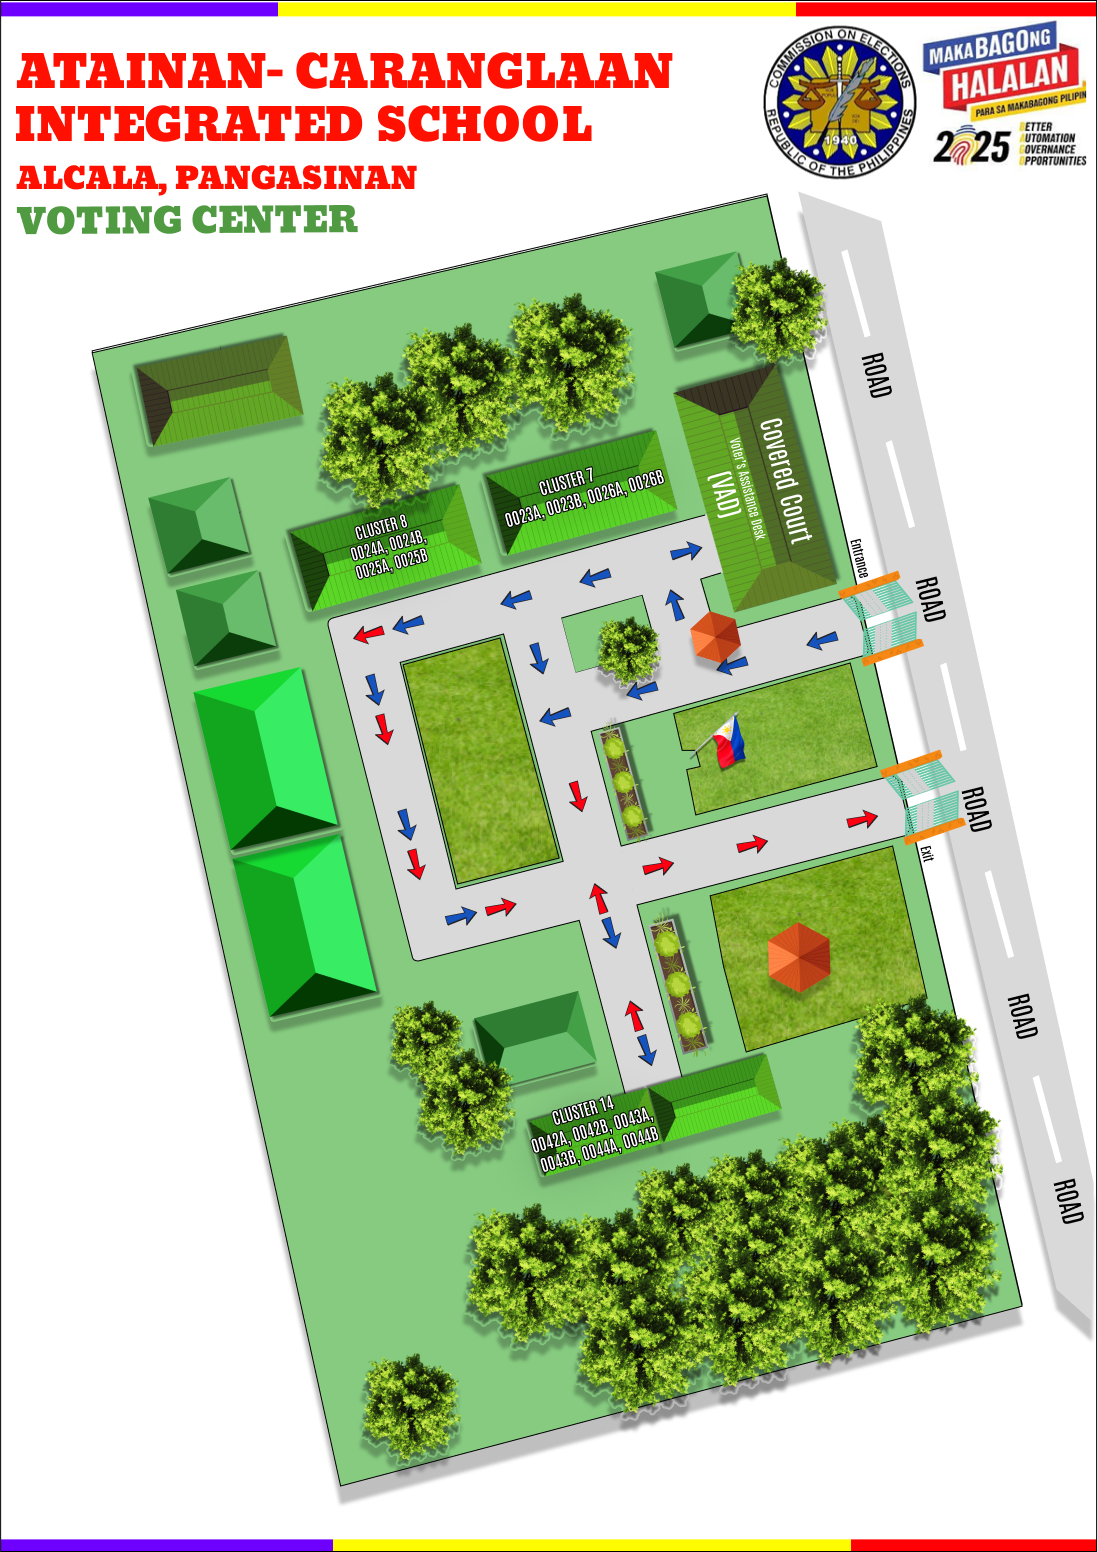 ATAINAN- CARANGLAAN
INTEGRATED SCHOOL
ALCALA, PANGASINAN
VOTING CENTER
COMMISSION ON ELECTIONS
REPUBLIC OF THE PHILIPPINES
1940
MAKABAGONG
HALALAN
PARA SA MAKABAGONG PILIPIN
2025
BETTER
AUTOMATION
GOVERNANCE
OPPORTUNITIES
ROAD
Covered Court
Voter's Assistance Desk
(VAD)
CLUSTER 7
0023A, 0023B, 0026A, 0026B
CLUSTER 8
0024A, 0024B,
0025A, 0025B
Entrance
ROAD
ROAD
Exit
ROAD
CLUSTER 14
0042A, 0042B, 0043A,
0043B, 0044A, 0044B
ROAD